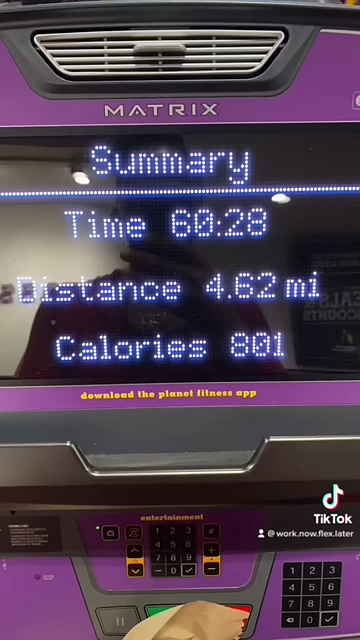 MATRIX
Summary
Time 60:28
Distance 4.62 mi
Calories 801
download the planet fitness app
entertainment
1 2 3
4 5 6
7 8 9
0
1 2 3
4 5 6
7 8 9
0
TikTok
@work.now.flex.later